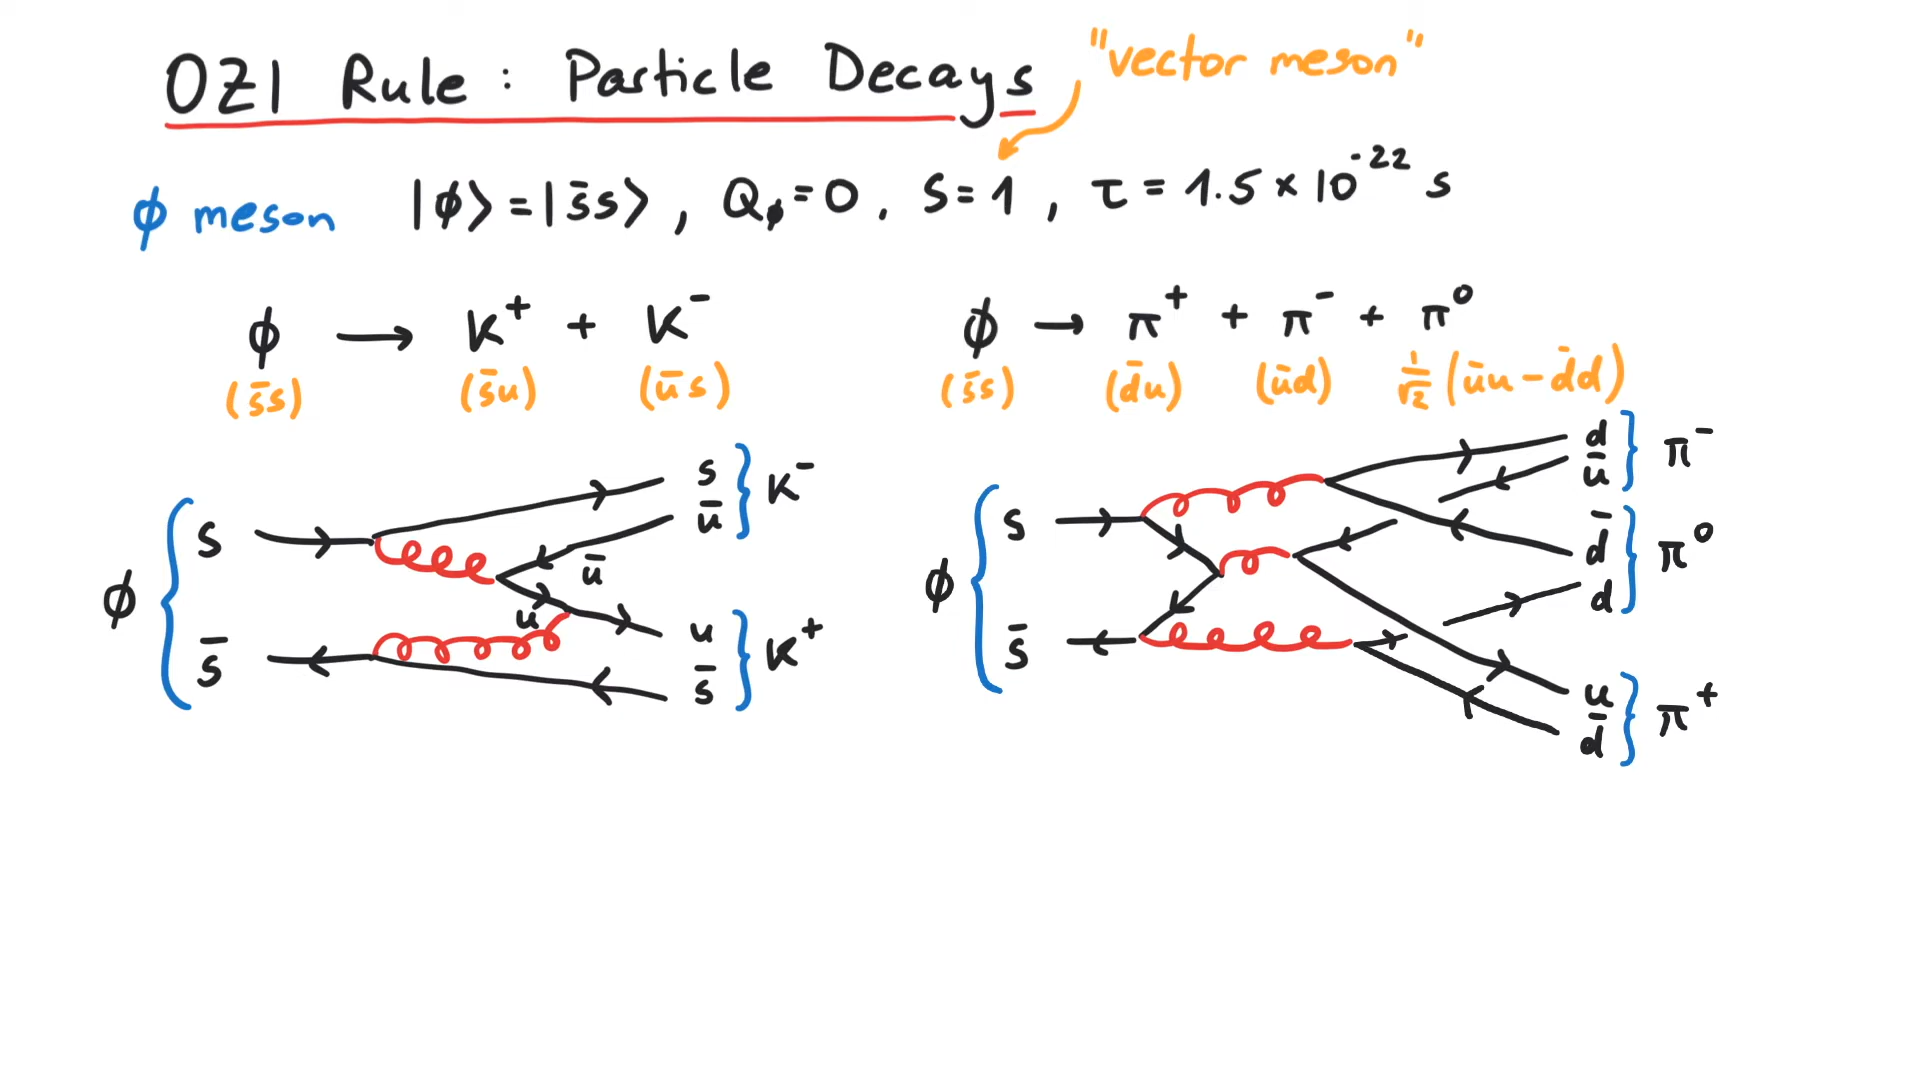 OZI Rule : Particle Decays
"vector meson"
ϕ meson |ϕ⟩ = |s̄s⟩ , Qϕ = 0 . S = 1 , τ = 1.5 × 10⁻²² s
ϕ ⟶ K⁺ + K⁻
(s̄s) (s̄u) (ūs)
ϕ → π⁺ + π⁻ + π⁰
(s̄s) (d̄u) (ūd) 1/√2 (ūu − d̄d)
ϕ { s
s̄
s
ū } K⁻
ū
u
u
s̄ } K⁺
ϕ { s
s̄
d
ū } π⁻
d̄
d } π⁰
u
d̄ } π⁺